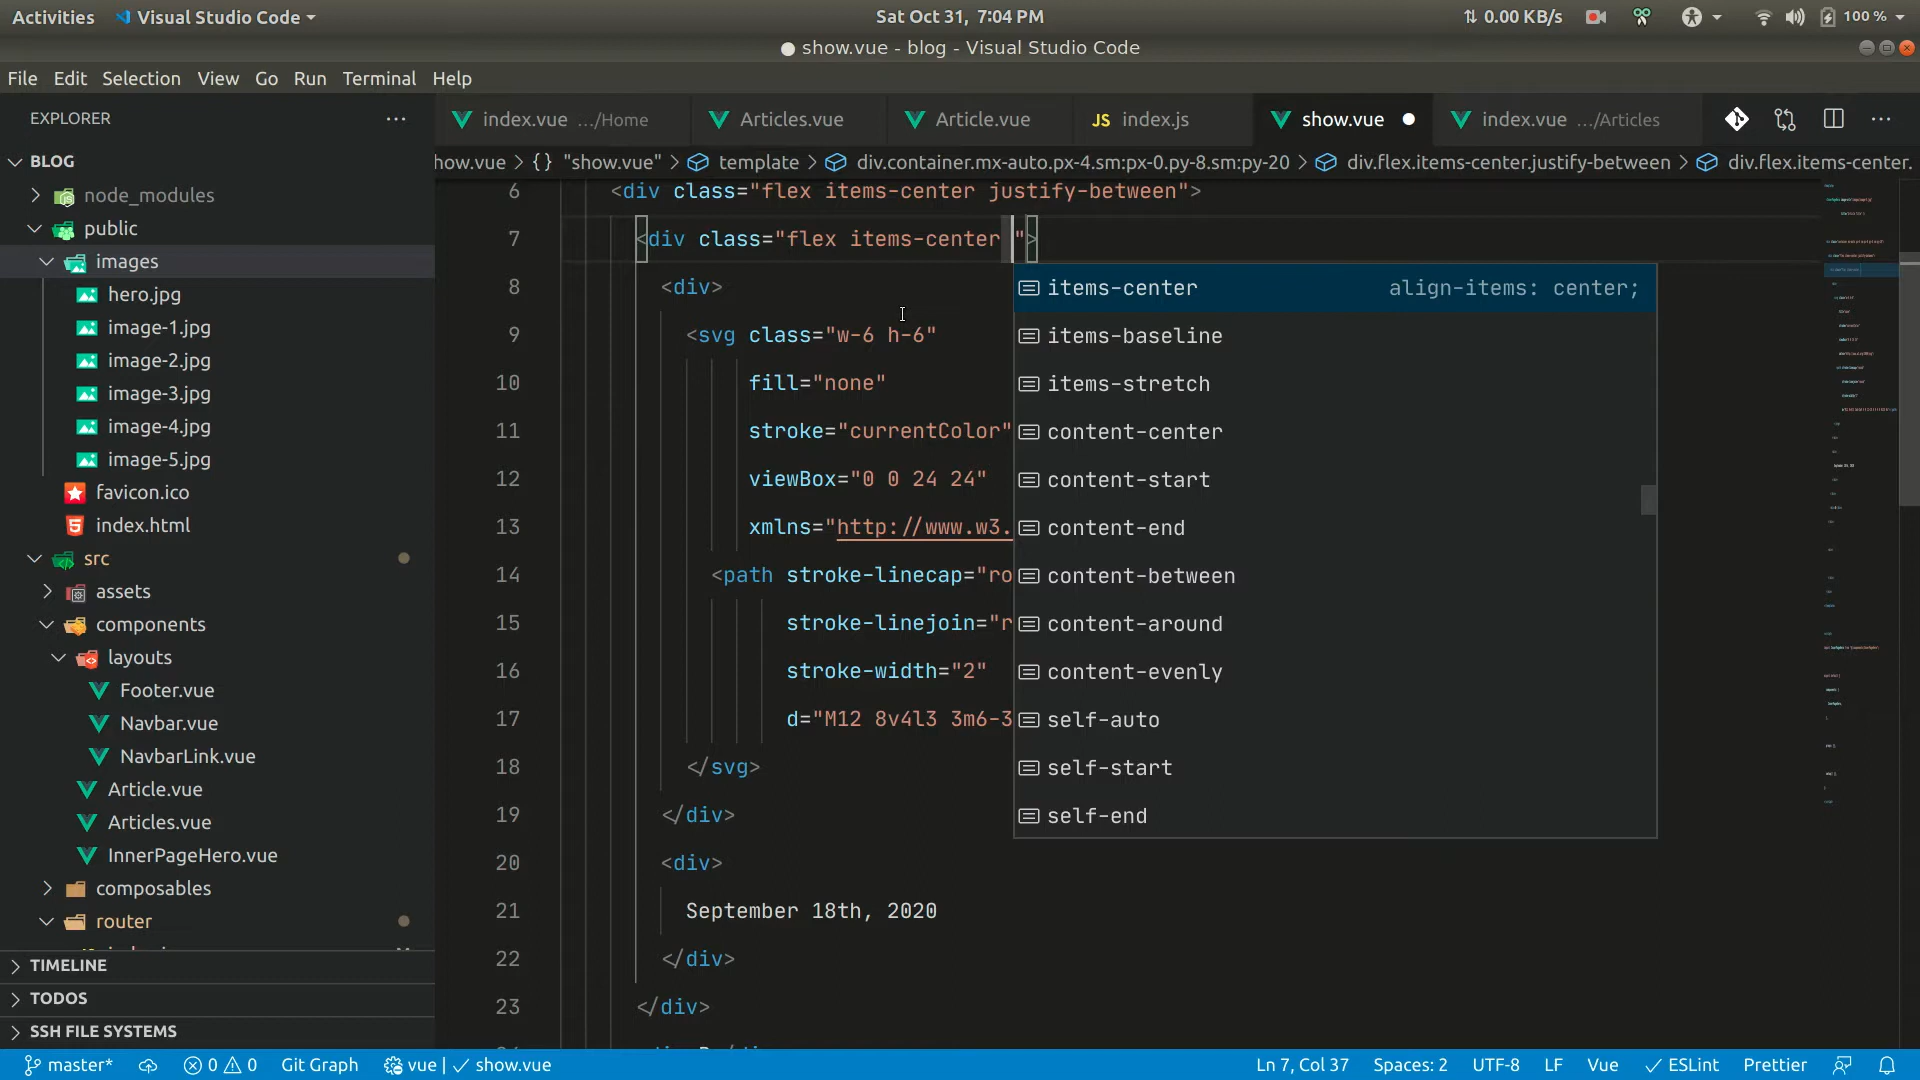 Activities
Visual Studio Code
Sat Oct 31, 7:04 PM
0.00 KB/s
100 %
show.vue - blog - Visual Studio Code
File Edit Selection View Go Run Terminal Help
EXPLORER
BLOG
node_modules
public
images
hero.jpg
image-1.jpg
image-2.jpg
image-3.jpg
image-4.jpg
image-5.jpg
favicon.ico
index.html
src
assets
components
layouts
Footer.vue
Navbar.vue
NavbarLink.vue
Article.vue
Articles.vue
InnerPageHero.vue
composables
router
TIMELINE
TODOS
SSH FILE SYSTEMS
index.vue .../Home
Articles.vue
Article.vue
JS index.js
show.vue
index.vue .../Articles
how.vue > {} "show.vue" > template > div.container.mx-auto.px-4.sm:px-0.py-8.sm:py-20 > div.flex.items-center.justify-between > div.flex.items-center.
6 <div class="flex items-center justify-between">
7 <div class="flex items-center ">
8 <div>
9 <svg class="w-6 h-6"
10 fill="none"
11 stroke="currentColor"
12 viewBox="0 0 24 24"
13 xmlns="http://www.w3.
14 <path stroke-linecap="ro
15 stroke-linejoin="r
16 stroke-width="2"
17 d="M12 8v4l3 3m6-3
18 </svg>
19 </div>
20 <div>
21 September 18th, 2020
22 </div>
23 </div>
items-center align-items: center;
items-baseline
items-stretch
content-center
content-start
content-end
content-between
content-around
content-evenly
self-auto
self-start
self-end
master*
0 0
Git Graph
vue | ✓ show.vue
Ln 7, Col 37
Spaces: 2
UTF-8
LF
Vue
✓ ESLint
Prettier